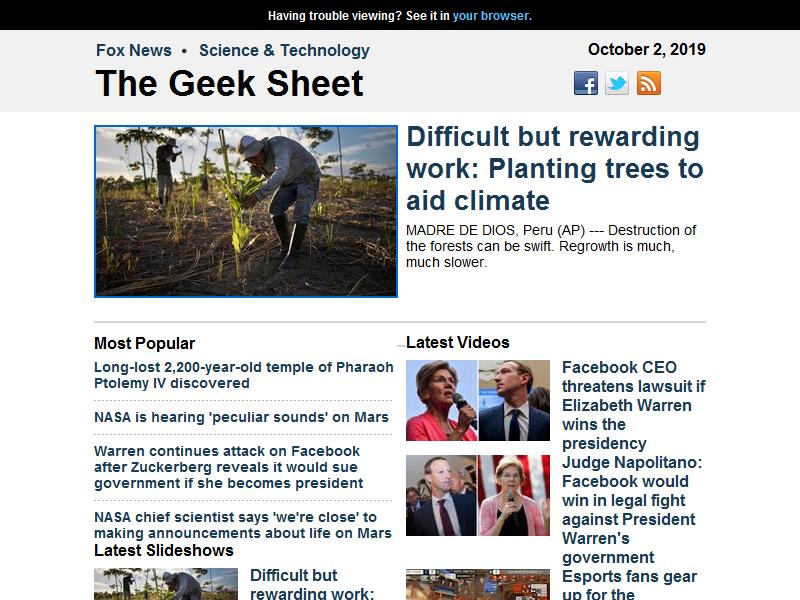 Having trouble viewing? See it in your browser.
Fox News • Science & Technology
October 2, 2019
The Geek Sheet
Difficult but rewarding
work: Planting trees to
aid climate
MADRE DE DIOS, Peru (AP) --- Destruction of
the forests can be swift. Regrowth is much,
much slower.
Most Popular
Long-lost 2,200-year-old temple of Pharaoh
Ptolemy IV discovered
NASA is hearing 'peculiar sounds' on Mars
Warren continues attack on Facebook
after Zuckerberg reveals it would sue
government if she becomes president
NASA chief scientist says 'we're close' to
making announcements about life on Mars
Latest Slideshows
Difficult but
rewarding
work:
Latest Videos
Facebook CEO
threatens lawsuit if
Elizabeth Warren
wins the
presidency
Judge Napolitano:
Facebook would
win in legal fight
against President
Warren's
government
Esports fans gear
up for the